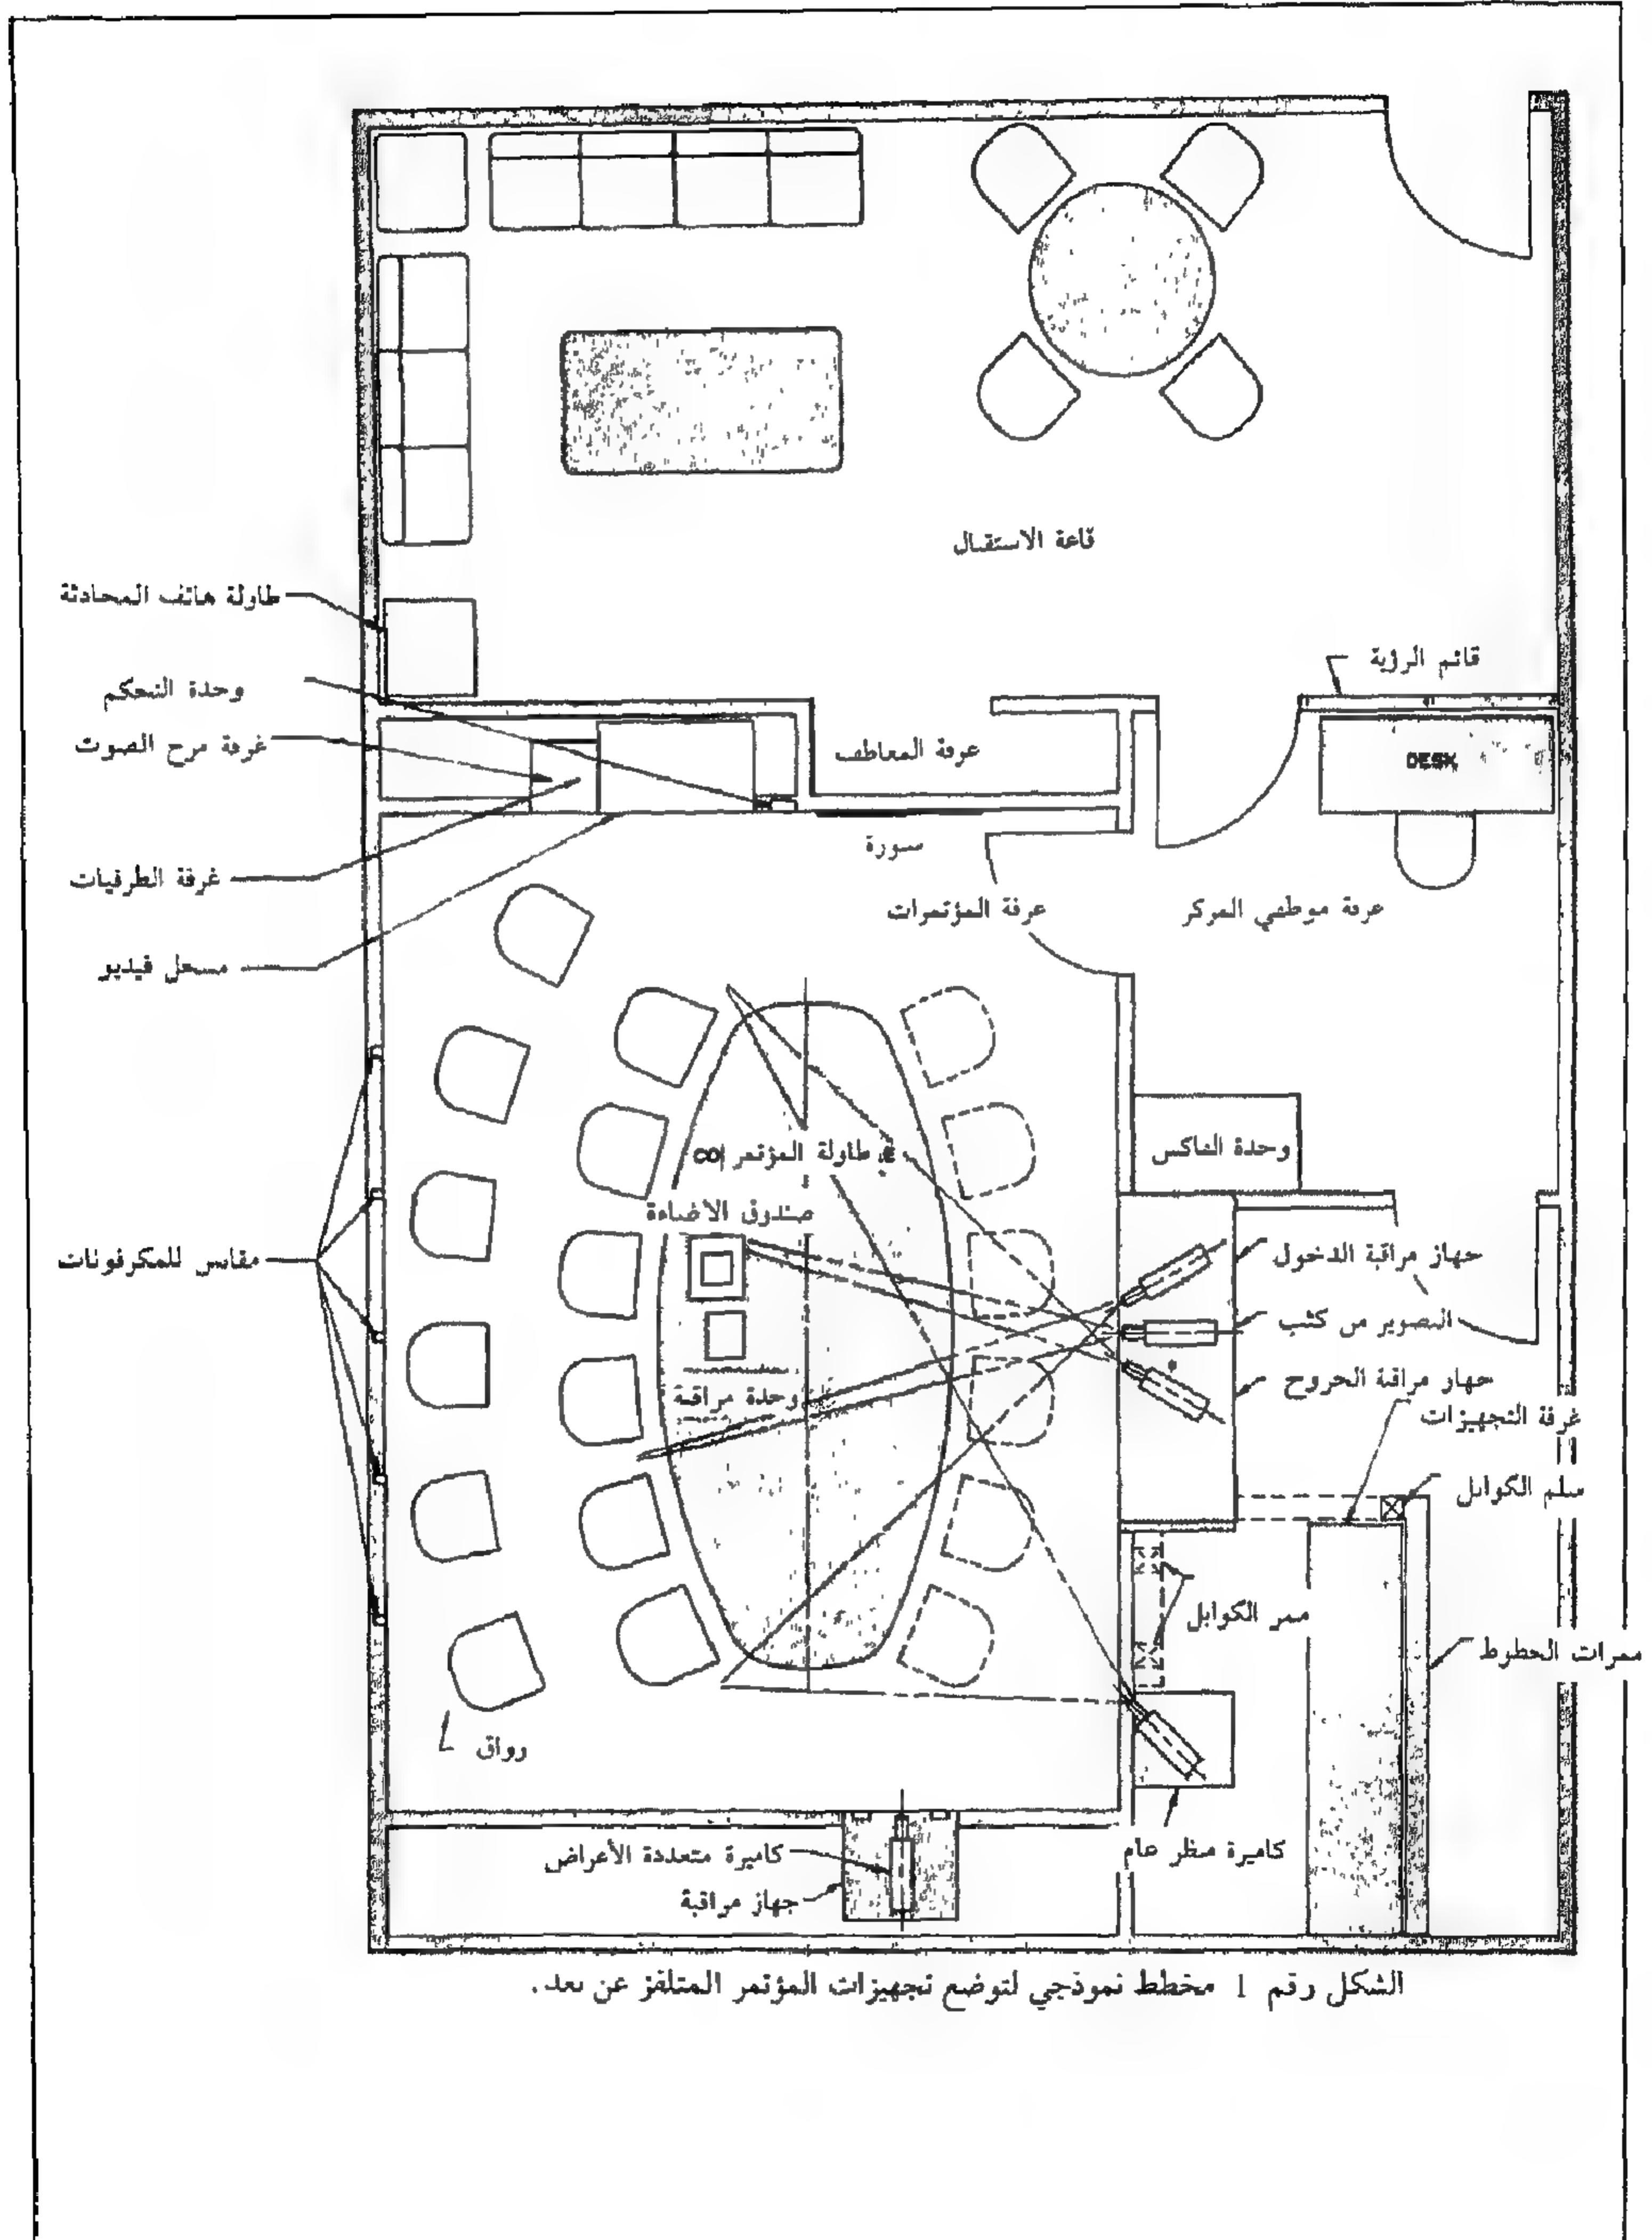 قاعة الاستقبال
طاولة هاتف المحادثة
قائم الرؤية
وحدة التحكم
غرفة مزج الصوت
غرفة المعاطف
DESK
سبورة
غرفة الطرفيات
غرفة المؤتمرات
غرفة موظفي المركز
مسجل فيديو
وحدة الفاكس
طاولة المؤتمر
صندوق الاضاءة
مقابس للمكرفونات
جهاز مراقبة الدخول
التصوير من كثب
وحدة مراقبة
جهاز مراقبة الخروج
غرفة التجهيزات
سلم الكوابل
ممر الكوابل
ممرات الخطوط
رواق
كاميرة متعددة الأغراض
كاميرة منظر عام
جهاز مراقبة
الشكل رقم 1 مخطط نموذجي لتوضع تجهيزات المؤتمر المتلفز عن بعد.